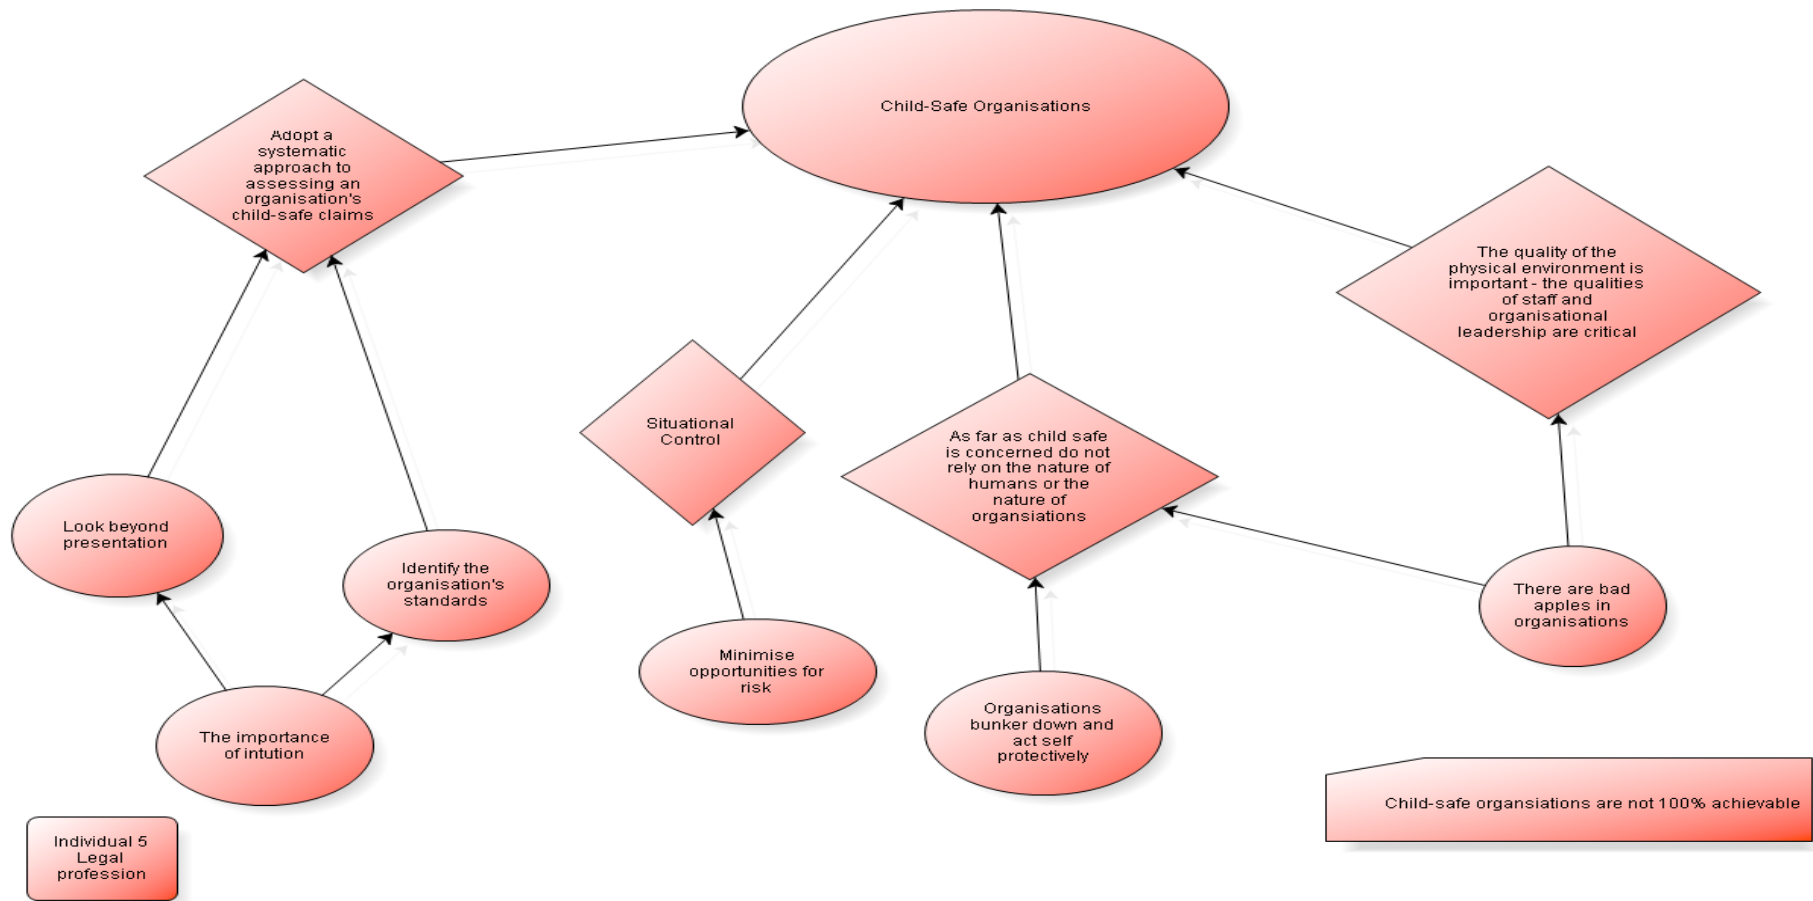 Child-Safe Organisations
Adopt a
systematic
approach to
assessing an
organisation's
child-safe claims
The quality of the
physical environment is
important - the qualities
of staff and
organisational
leadership are critical
Situational
Control
As far as child safe
is concerned do not
rely on the nature of
humans or the
nature of
organsiations
Look beyond
presentation
Identify the
organisation's
standards
There are bad
apples in
organisations
Minimise
opportunities for
risk
Organisations
bunker down and
act self
protectively
The importance
of intution
Child-safe organsiations are not 100% achievable
Individual 5
Legal
profession